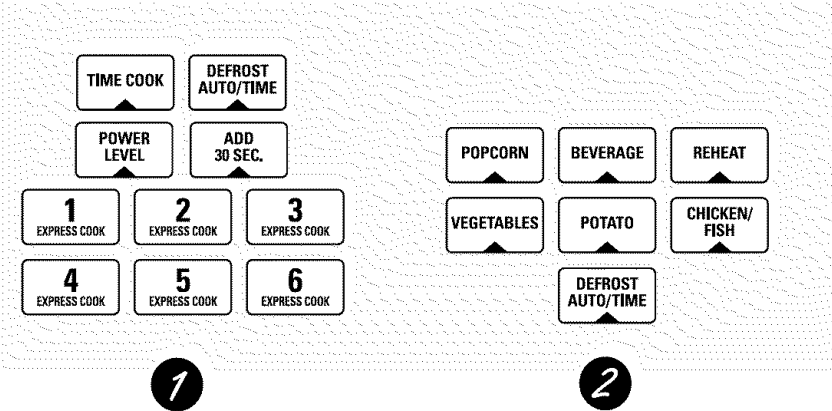 TIME COOK
DEFROST
AUTO/TIME
POWER
LEVEL
ADD
30 SEC.
1
EXPRESS COOK
2
EXPRESS COOK
3
EXPRESS COOK
4
EXPRESS COOK
5
EXPRESS COOK
6
EXPRESS COOK
1
POPCORN
BEVERAGE
REHEAT
VEGETABLES
POTATO
CHICKEN/
FISH
DEFROST
AUTO/TIME
2